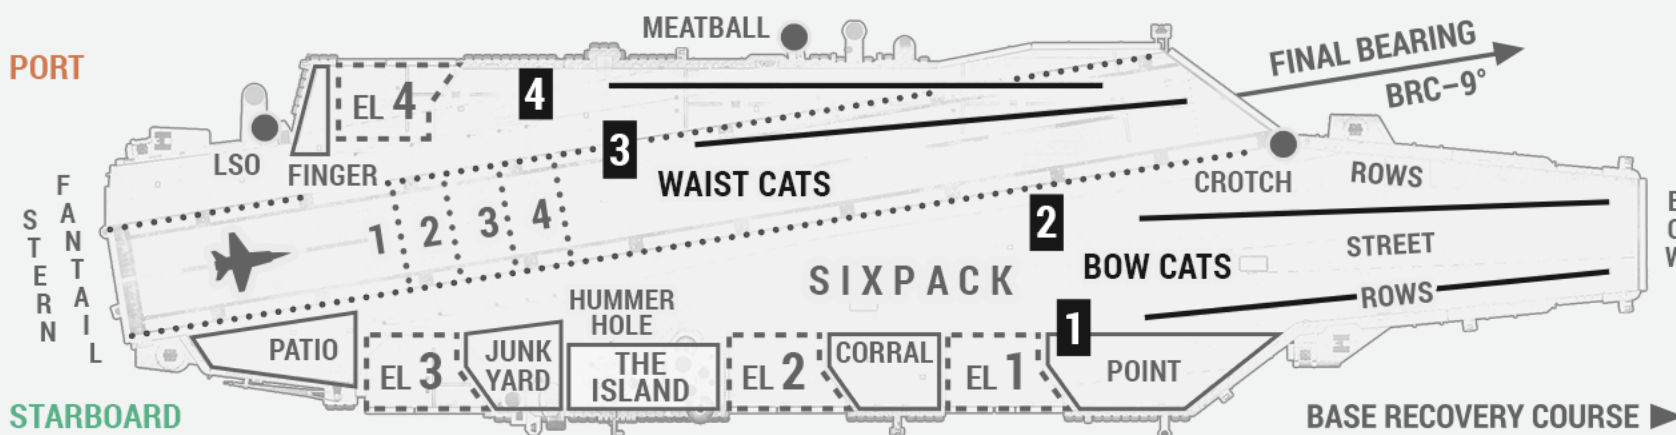 PORT
MEATBALL
FINAL BEARING
BRC–9°
EL 4
4
3
LSO
FINGER
WAIST CATS
CROTCH
ROWS
STERN
FANTAIL
1
2
3
4
2
STREET
BOW CATS
SIXPACK
ROWS
HUMMER
HOLE
1
PATIO
EL 3
JUNK
YARD
THE
ISLAND
EL 2
CORRAL
EL 1
POINT
STARBOARD
BASE RECOVERY COURSE